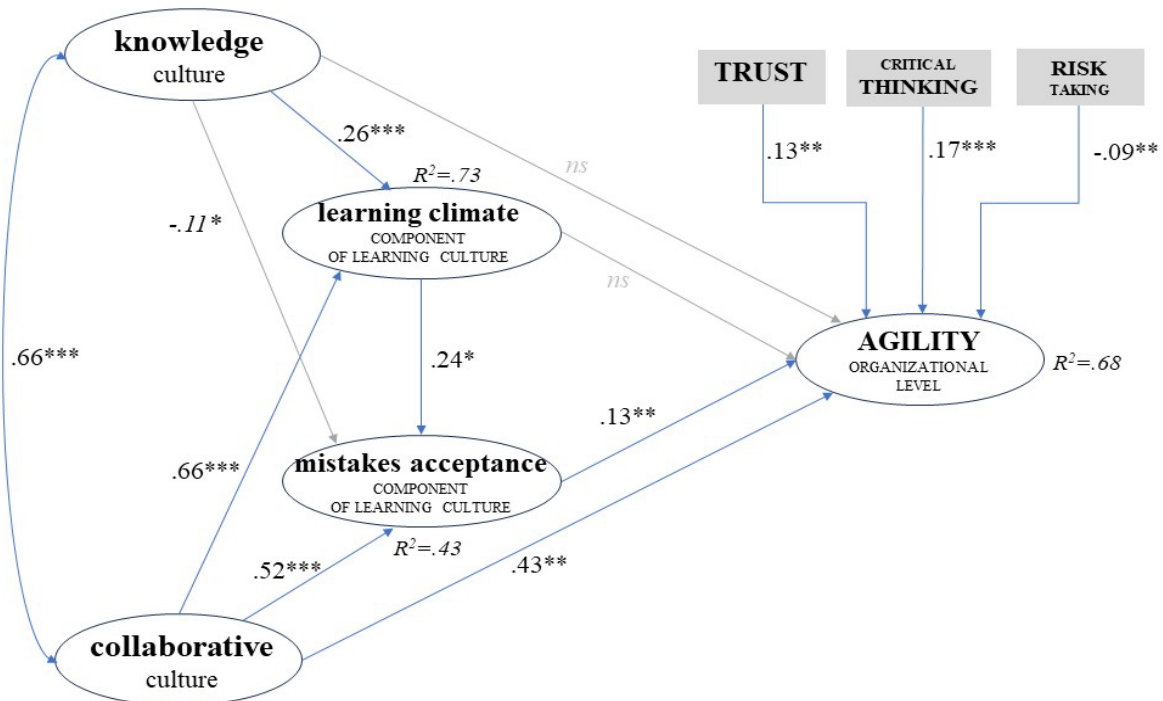 knowledge
culture
TRUST
CRITICAL
THINKING
RISK
TAKING
.26***
.13**
.17***
-.09**
ns
R²=.73
learning climate
COMPONENT
OF LEARNING CULTURE
-.11*
ns
.66***
.24*
AGILITY
ORGANIZATIONAL
LEVEL
R²=.68
.13**
mistakes acceptance
COMPONENT
OF LEARNING CULTURE
.66***
R²=.43
.52***
.43**
collaborative
culture